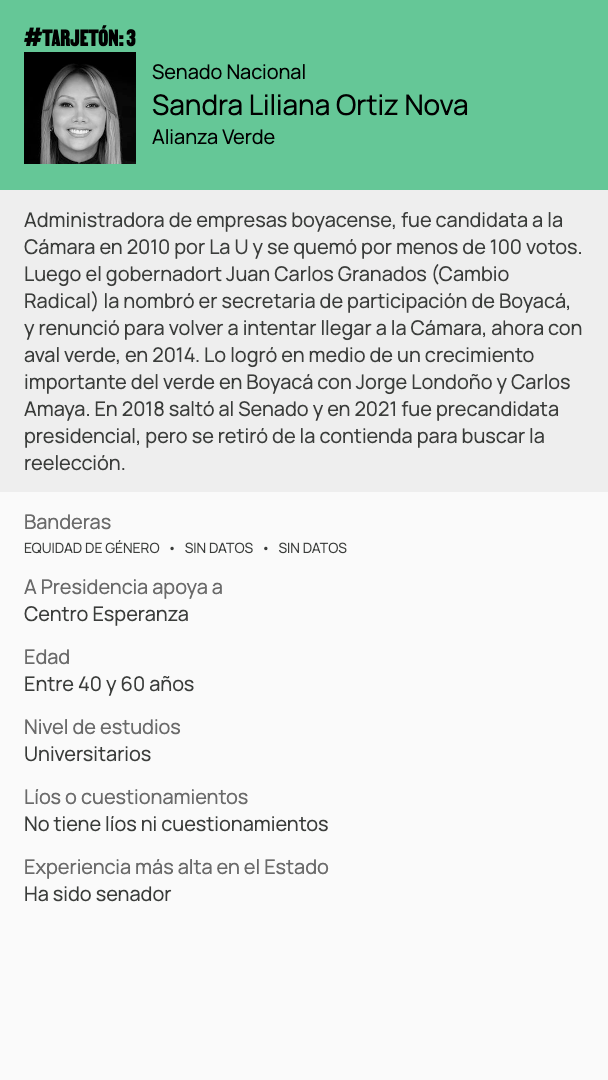 #TARJETÓN: 3
Senado Nacional
Sandra Liliana Ortiz Nova
Alianza Verde
Administradora de empresas boyacense, fue candidata a la
Cámara en 2010 por La U y se quemó por menos de 100 votos.
Luego el gobernadort Juan Carlos Granados (Cambio
Radical) la nombró er secretaria de participación de Boyacá,
y renunció para volver a intentar llegar a la Cámara, ahora con
aval verde, en 2014. Lo logró en medio de un crecimiento
importante del verde en Boyacá con Jorge Londoño y Carlos
Amaya. En 2018 saltó al Senado y en 2021 fue precandidata
presidencial, pero se retiró de la contienda para buscar la
reelección.
Banderas
EQUIDAD DE GÉNERO • SIN DATOS • SIN DATOS
A Presidencia apoya a
Centro Esperanza
Edad
Entre 40 y 60 años
Nivel de estudios
Universitarios
Líos o cuestionamientos
No tiene líos ni cuestionamientos
Experiencia más alta en el Estado
Ha sido senador